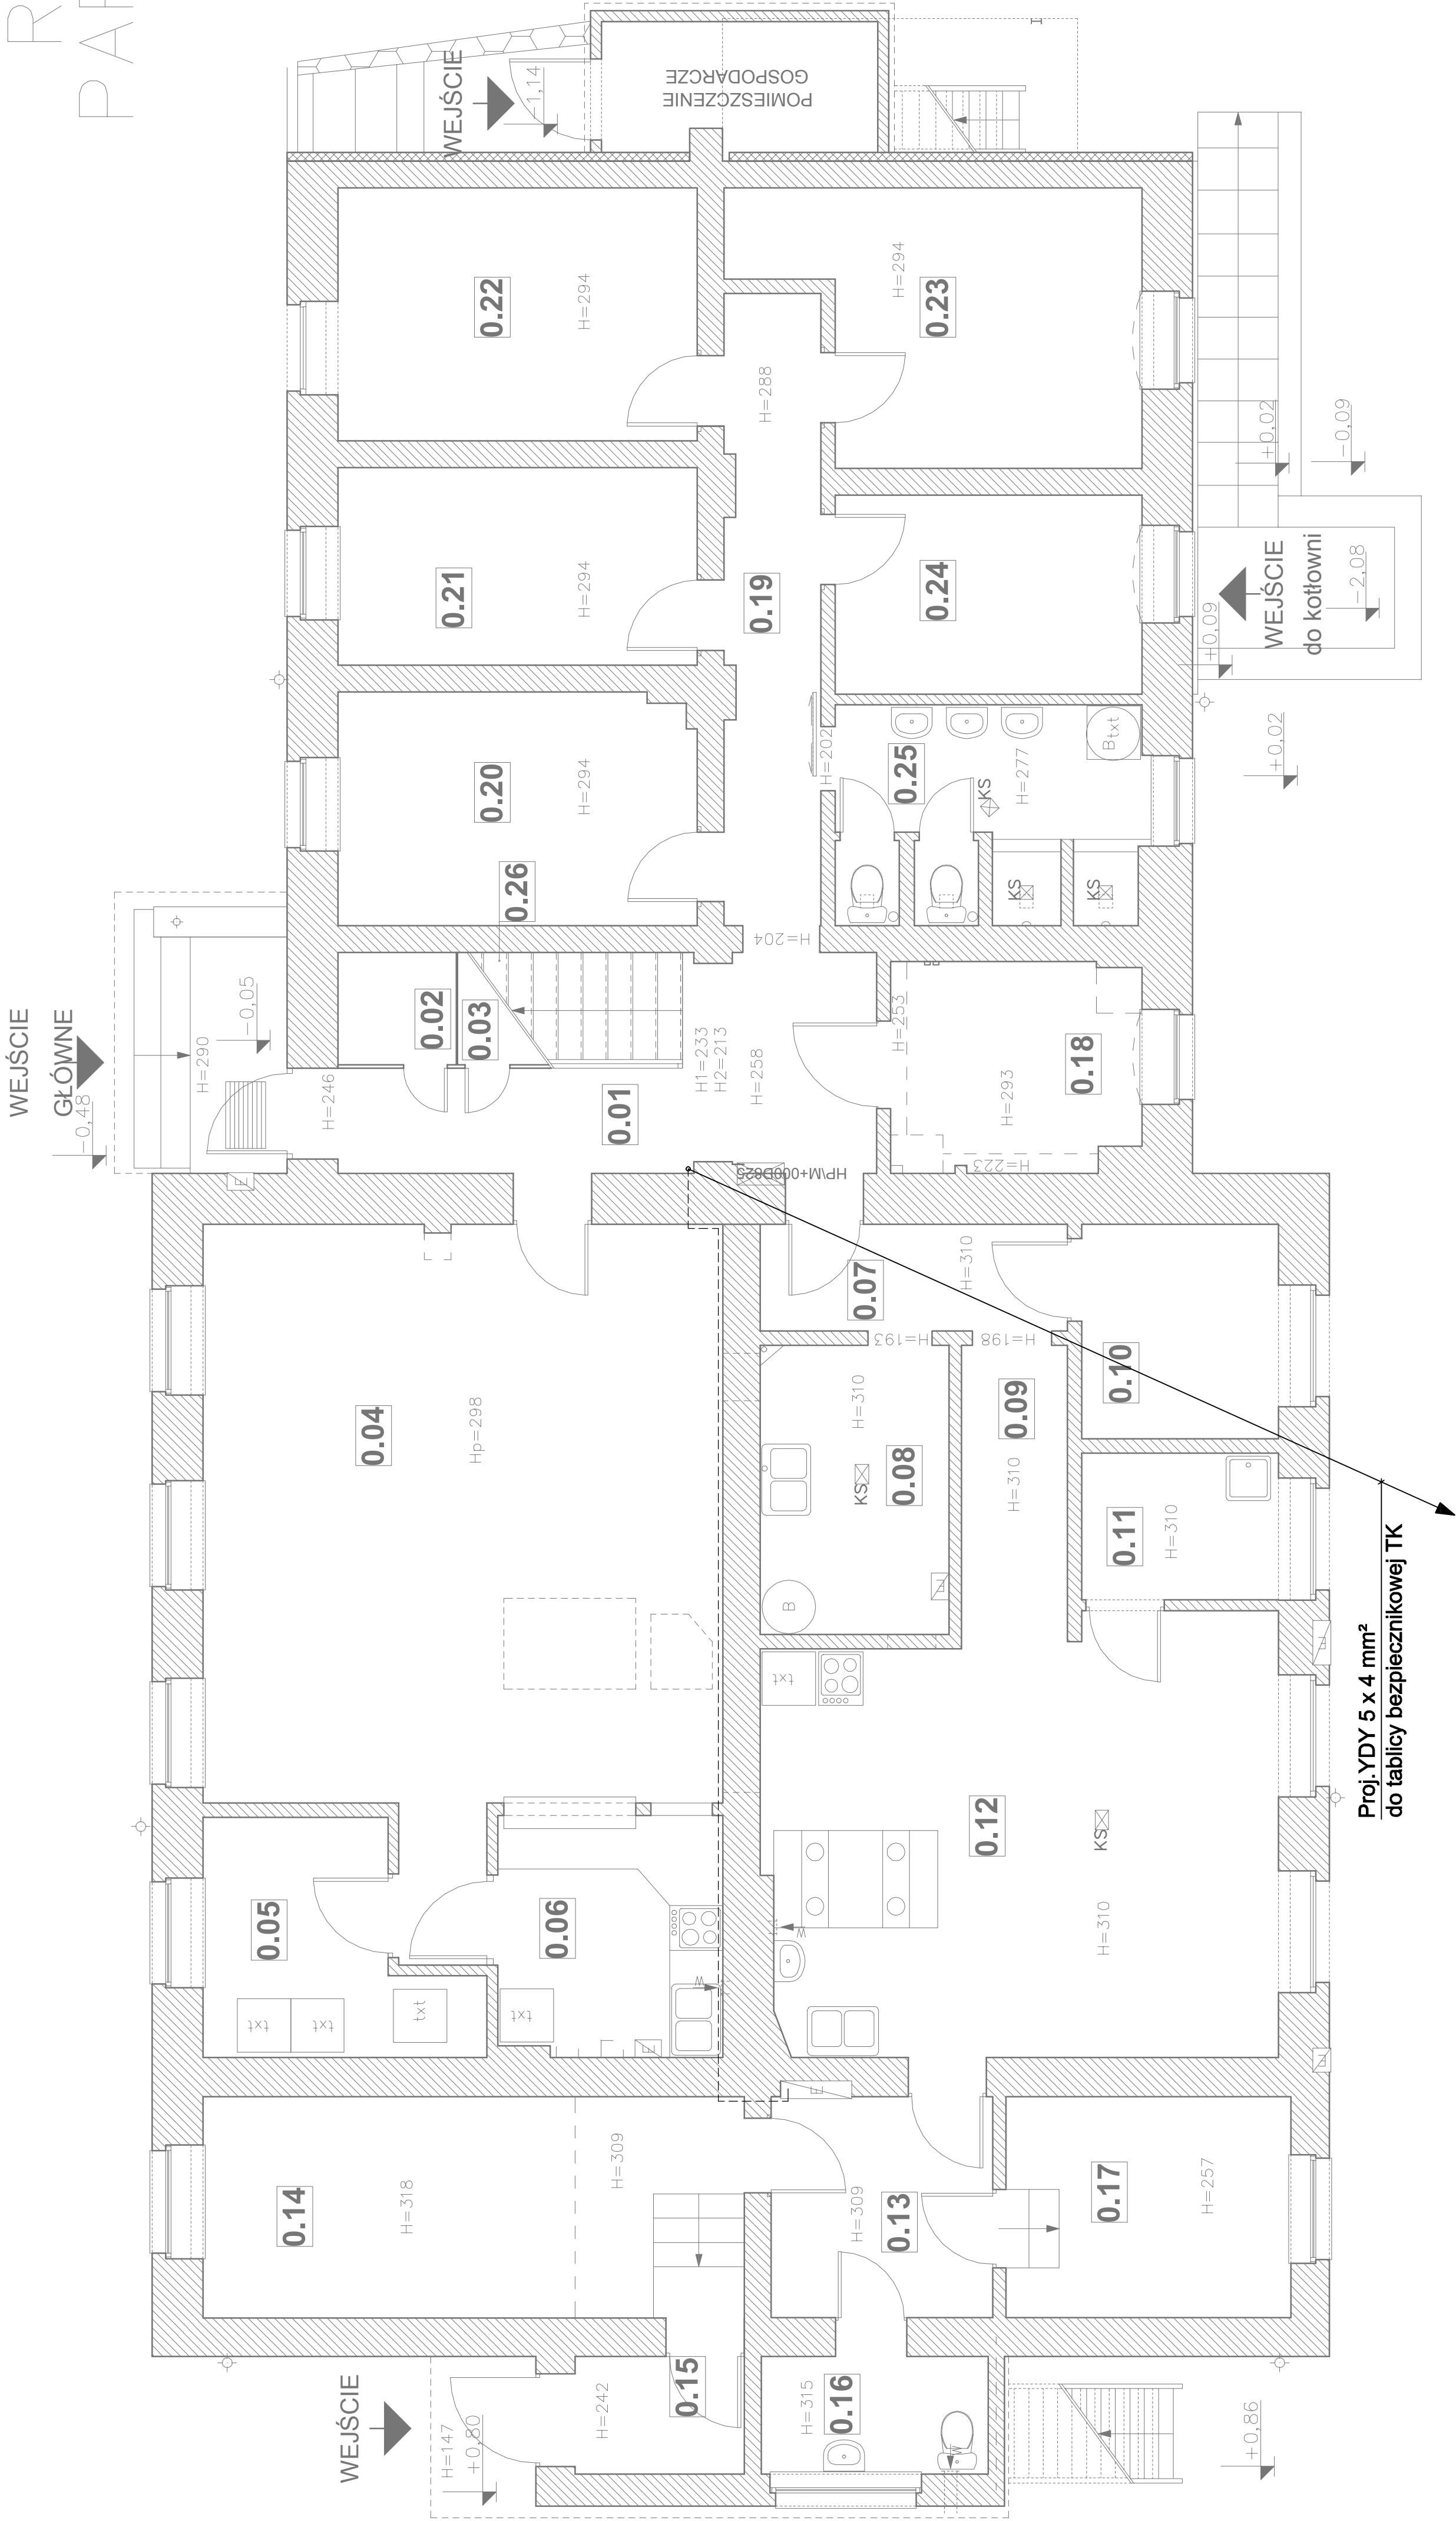 R
PAR
WEJŚCIE
-1,14
POMIESZCZENIE
GOSPODARCZE
0.22
H=294
H=294
0.23
H=288
+0,02
-0,09
0.21
H=294
0.19
0.24
WEJŚCIE
do kotłowni
-2,08
+0,09
0.20
H=294
H=202
0.25
KS
H=277
Btxt
+0,02
0.26
KS
KS
H=204
WEJŚCIE
GŁÓWNE
-0,48
H=290
-0,05
H=246
0.02
0.03
0.01
H1=233
H2=213
H=258
H=253
H=293
0.18
H=223
E
HP\M+000D825
0.07
H=310
H=193
H=198
0.10
0.04
Hp=298
H=310
0.08
KS
0.09
H=310
B
E
0.11
H=310
E
Proj.YDY 5 x 4 mm²
do tablicy bezpiecznikowej TK
txt
0.12
KS
H=310
W
0.05
0.06
txt
txt
txt
txt
W
E
E
E
0.14
H=318
H=309
H=309
0.13
0.17
H=257
WEJŚCIE
H=147
+0,80
H=242
0.15
H=315
0.16
W
+0,86